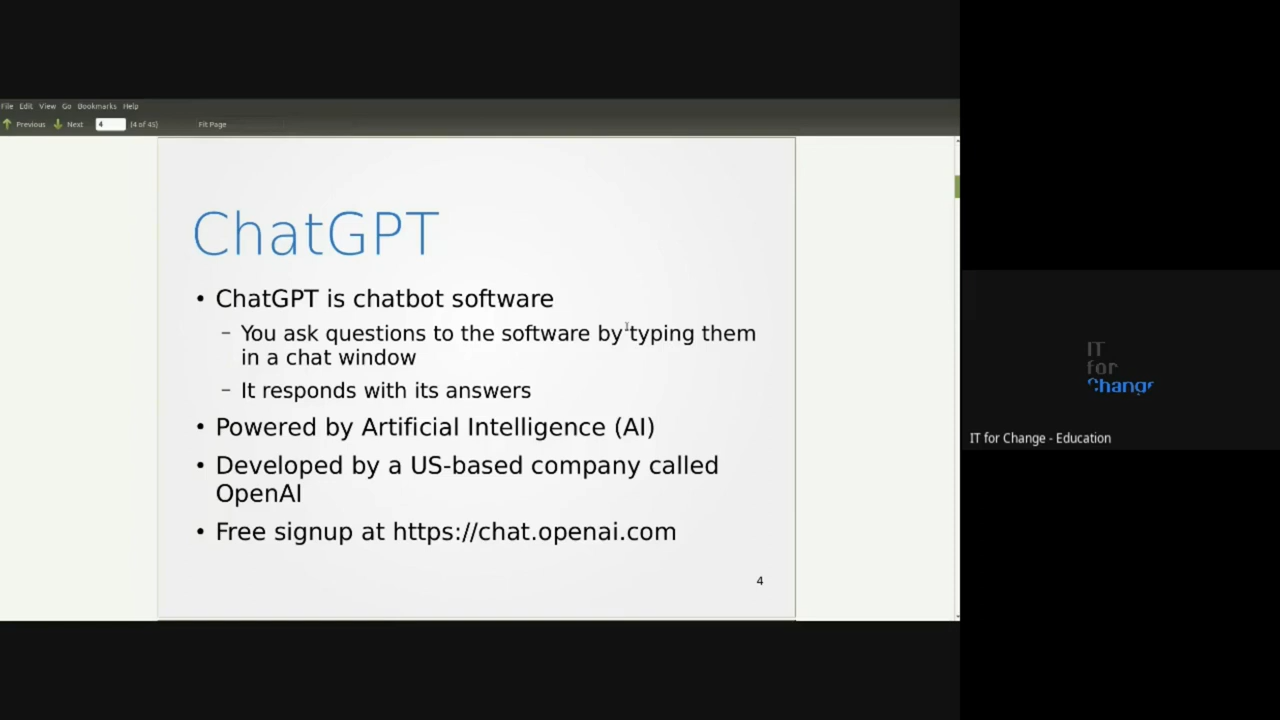 File Edit View Go Bookmarks Help
Previous Next 4 (4 of 45) Fit Page
ChatGPT
• ChatGPT is chatbot software
– You ask questions to the software by typing them
in a chat window
– It responds with its answers
• Powered by Artificial Intelligence (AI)
• Developed by a US-based company called
OpenAI
• Free signup at https://chat.openai.com
4
IT
for
Change
IT for Change - Education